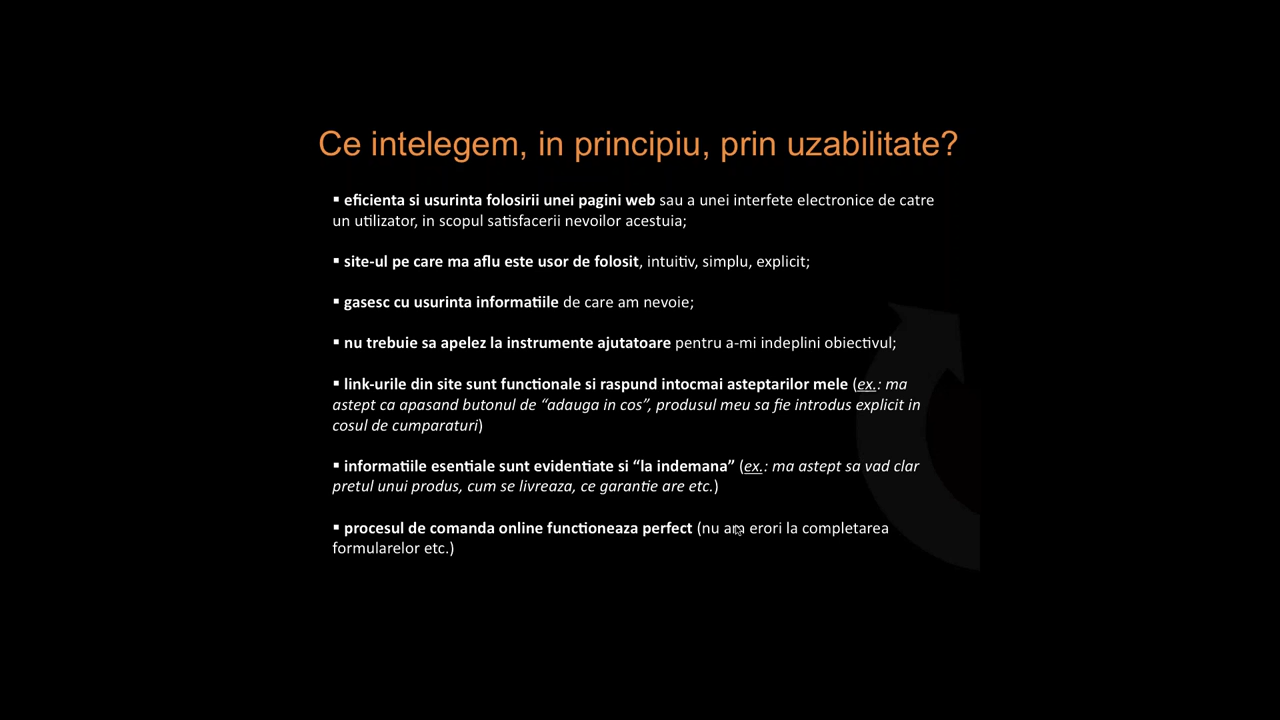 Ce intelegem, in principiu, prin uzabilitate?
▪ eficienta si usurinta folosirii unei pagini web sau a unei interfete electronice de catre
un utilizator, in scopul satisfacerii nevoilor acestuia;
▪ site-ul pe care ma aflu este usor de folosit, intuitiv, simplu, explicit;
▪ gasesc cu usurinta informatiile de care am nevoie;
▪ nu trebuie sa apelez la instrumente ajutatoare pentru a-mi indeplini obiectivul;
▪ link-urile din site sunt functionale si raspund intocmai asteptarilor mele (ex.: ma
astept ca apasand butonul de “adauga in cos”, produsul meu sa fie introdus explicit in
cosul de cumparaturi)
▪ informatiile esentiale sunt evidentiate si “la indemana” (ex.: ma astept sa vad clar
pretul unui produs, cum se livreaza, ce garantie are etc.)
▪ procesul de comanda online functioneaza perfect (nu am erori la completarea
formularelor etc.)